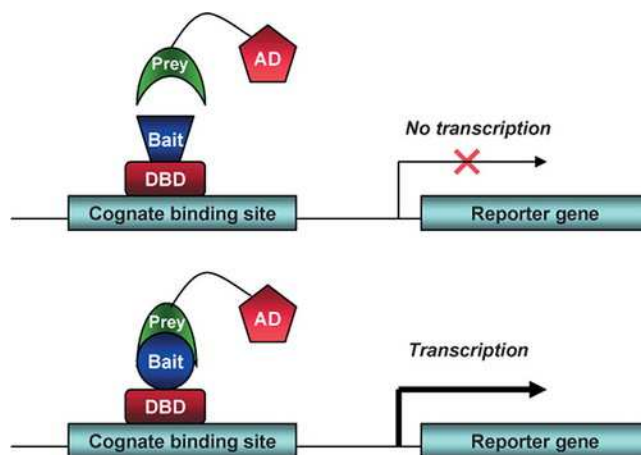 Prey
AD
No transcription
Bait
DBD
Cognate binding site
Reporter gene
Prey
AD
Transcription
Bait
DBD
Cognate binding site
Reporter gene